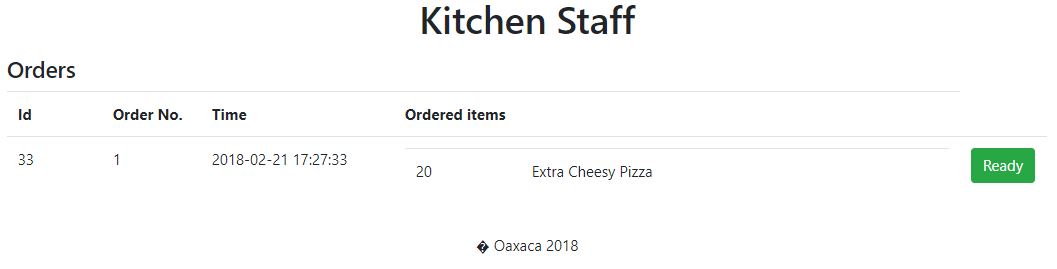 Kitchen Staff
Orders
Id Order No. Time Ordered items
33 1 2018-02-21 17:27:33 20 Extra Cheesy Pizza Ready
� Oaxaca 2018